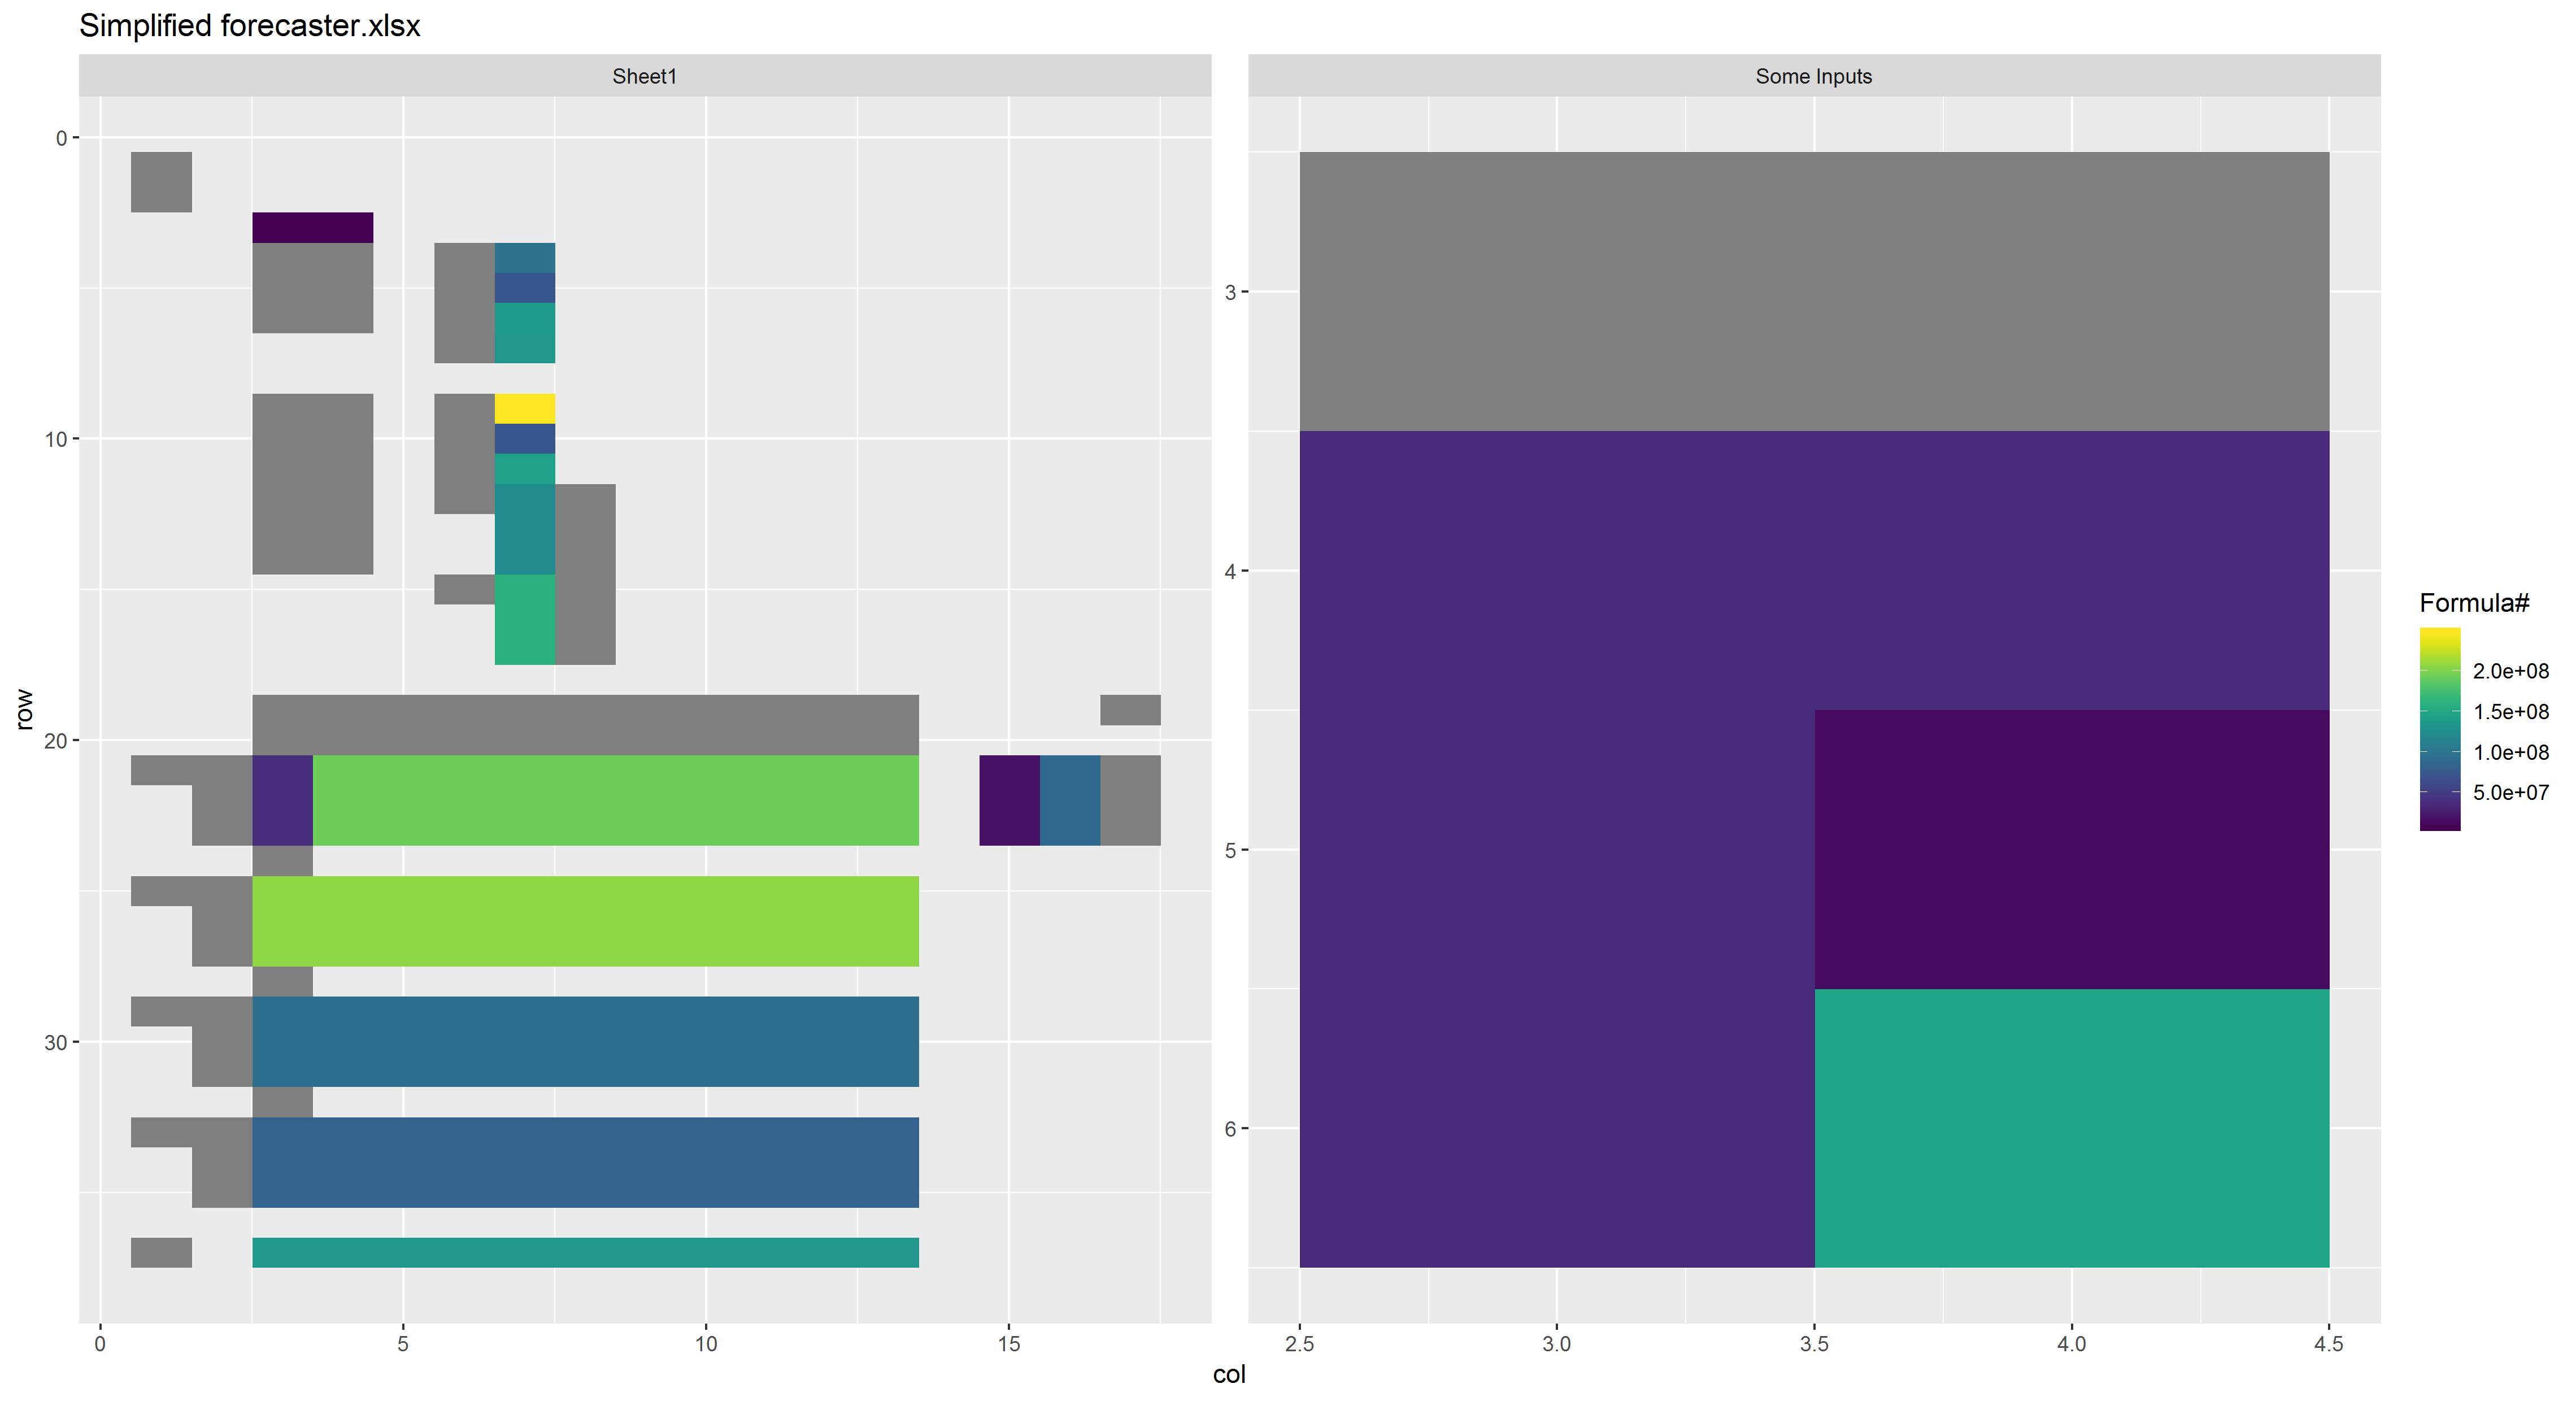 Simplified forecaster.xlsx
Sheet1
Some Inputs
0
10
20
30
row
3
4
5
6
0
5
10
15
2.5
3.0
3.5
4.0
4.5
col
Formula#
2.0e+08
1.5e+08
1.0e+08
5.0e+07